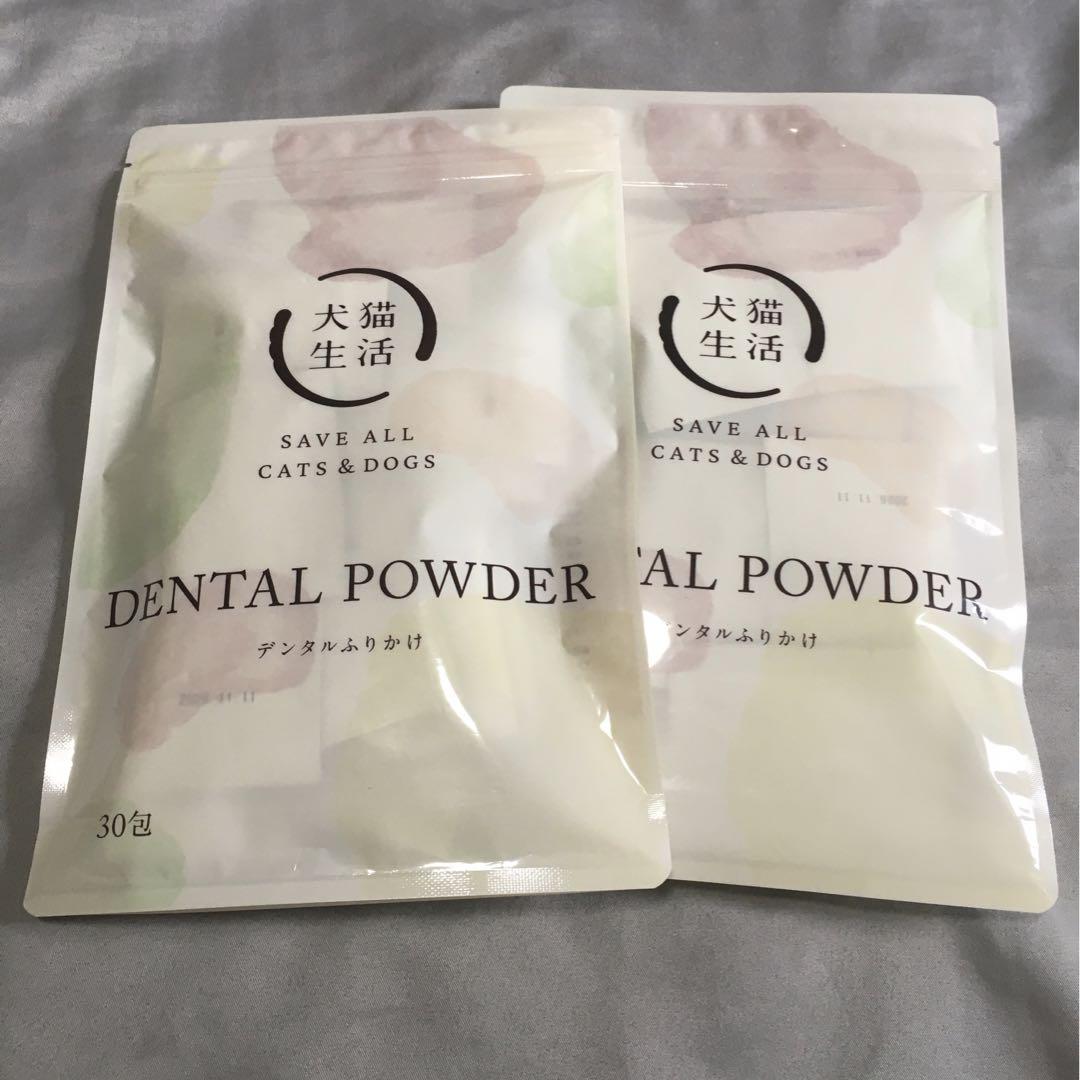 犬猫
生活
SAVE ALL
CATS & DOGS
DENTAL POWDER
デンタルふりかけ
30包
犬猫
生活
SAVE ALL
CATS & DOGS
TAL POWDER
ンタルふりかけ